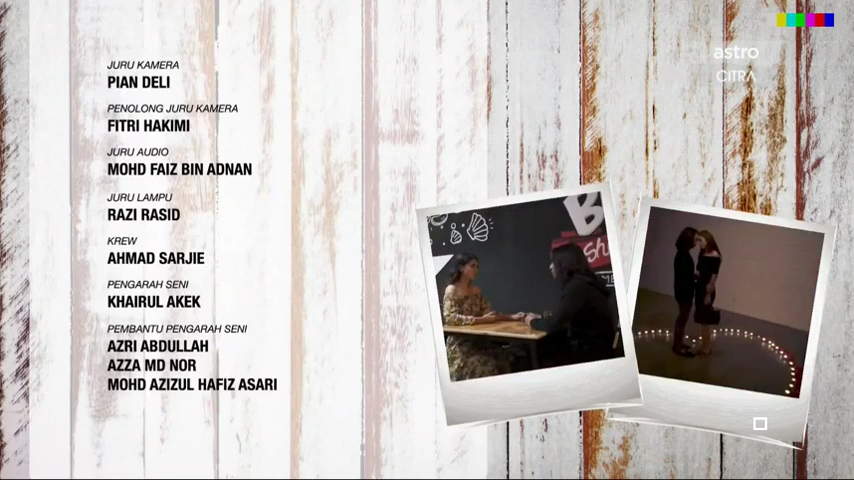 JURU KAMERA
PIAN DELI
PENOLONG JURU KAMERA
FITRI HAKIMI
JURU AUDIO
MOHD FAIZ BIN ADNAN
JURU LAMPU
RAZI RASID
KREW
AHMAD SARJIE
PENGARAH SENI
KHAIRUL AKEK
PEMBANTU PENGARAH SENI
AZRI ABDULLAH
AZZA MD NOR
MOHD AZIZUL HAFIZ ASARI
astro
CITRA